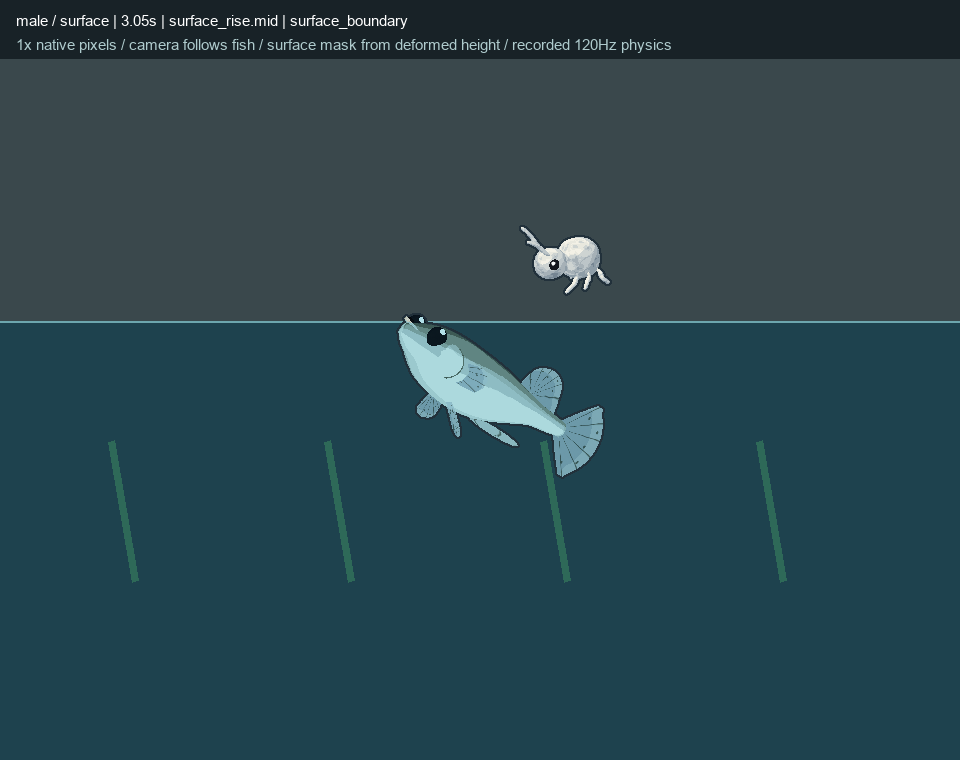 male / surface | 3.05s | surface_rise.mid | surface_boundary
1x native pixels / camera follows fish / surface mask from deformed height / recorded 120Hz physics